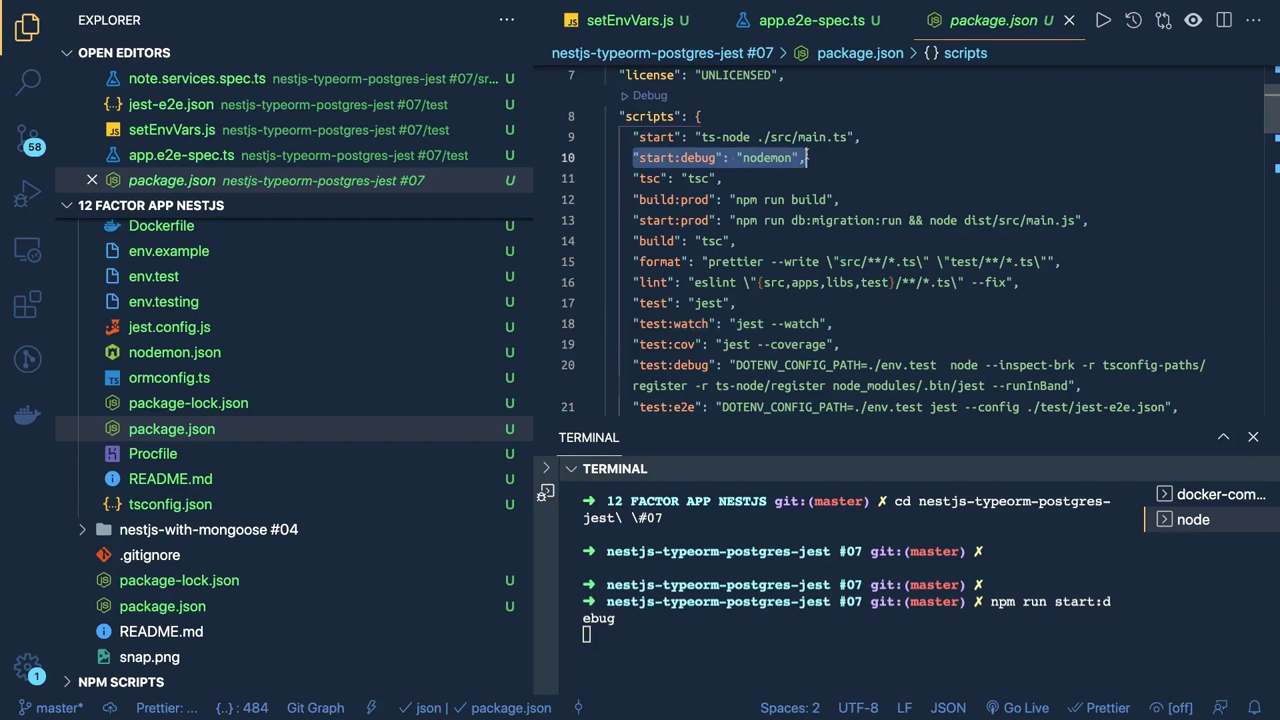 EXPLORER
OPEN EDITORS
note.services.spec.ts nestjs-typeorm-postgres-jest #07/sr... U
jest-e2e.json nestjs-typeorm-postgres-jest #07/test U
setEnvVars.js nestjs-typeorm-postgres-jest #07/test U
app.e2e-spec.ts nestjs-typeorm-postgres-jest #07/test U
package.json nestjs-typeorm-postgres-jest #07 U
12 FACTOR APP NESTJS
Dockerfile U
env.example U
env.test U
env.testing U
jest.config.js U
nodemon.json U
ormconfig.ts U
package-lock.json U
package.json U
Procfile U
README.md U
tsconfig.json U
nestjs-with-mongoose #04
.gitignore
package-lock.json U
package.json U
README.md
snap.png
NPM SCRIPTS
58
1
setEnvVars.js U
app.e2e-spec.ts U
package.json U
nestjs-typeorm-postgres-jest #07 > package.json > {} scripts
7 "license": "UNLICENSED",
Debug
8 "scripts": {
9 "start": "ts-node ./src/main.ts",
10 "start:debug": "nodemon",
11 "tsc": "tsc",
12 "build:prod": "npm run build",
13 "start:prod": "npm run db:migration:run && node dist/src/main.js",
14 "build": "tsc",
15 "format": "prettier --write \"src/**/*.ts\" \"test/**/*.ts\"",
16 "lint": "eslint \"{src,apps,libs,test}/**/*.ts\" --fix",
17 "test": "jest",
18 "test:watch": "jest --watch",
19 "test:cov": "jest --coverage",
20 "test:debug": "DOTENV_CONFIG_PATH=./env.test  node --inspect-brk -r tsconfig-paths/
register -r ts-node/register node_modules/.bin/jest --runInBand",
21 "test:e2e": "DOTENV_CONFIG_PATH=./env.test jest --config ./test/jest-e2e.json",
TERMINAL
TERMINAL
➜ 12 FACTOR APP NESTJS git:(master) ✗ cd nestjs-typeorm-postgres-
jest\ \#07
➜ nestjs-typeorm-postgres-jest #07 git:(master) ✗
➜ nestjs-typeorm-postgres-jest #07 git:(master) ✗
➜ nestjs-typeorm-postgres-jest #07 git:(master) ✗ npm run start:d
ebug
docker-com...
node
master* Prettier: ... {..} : 484 Git Graph ✓ json | ✓ package.json Spaces: 2 UTF-8 LF JSON Go Live ✓ Prettier [off]